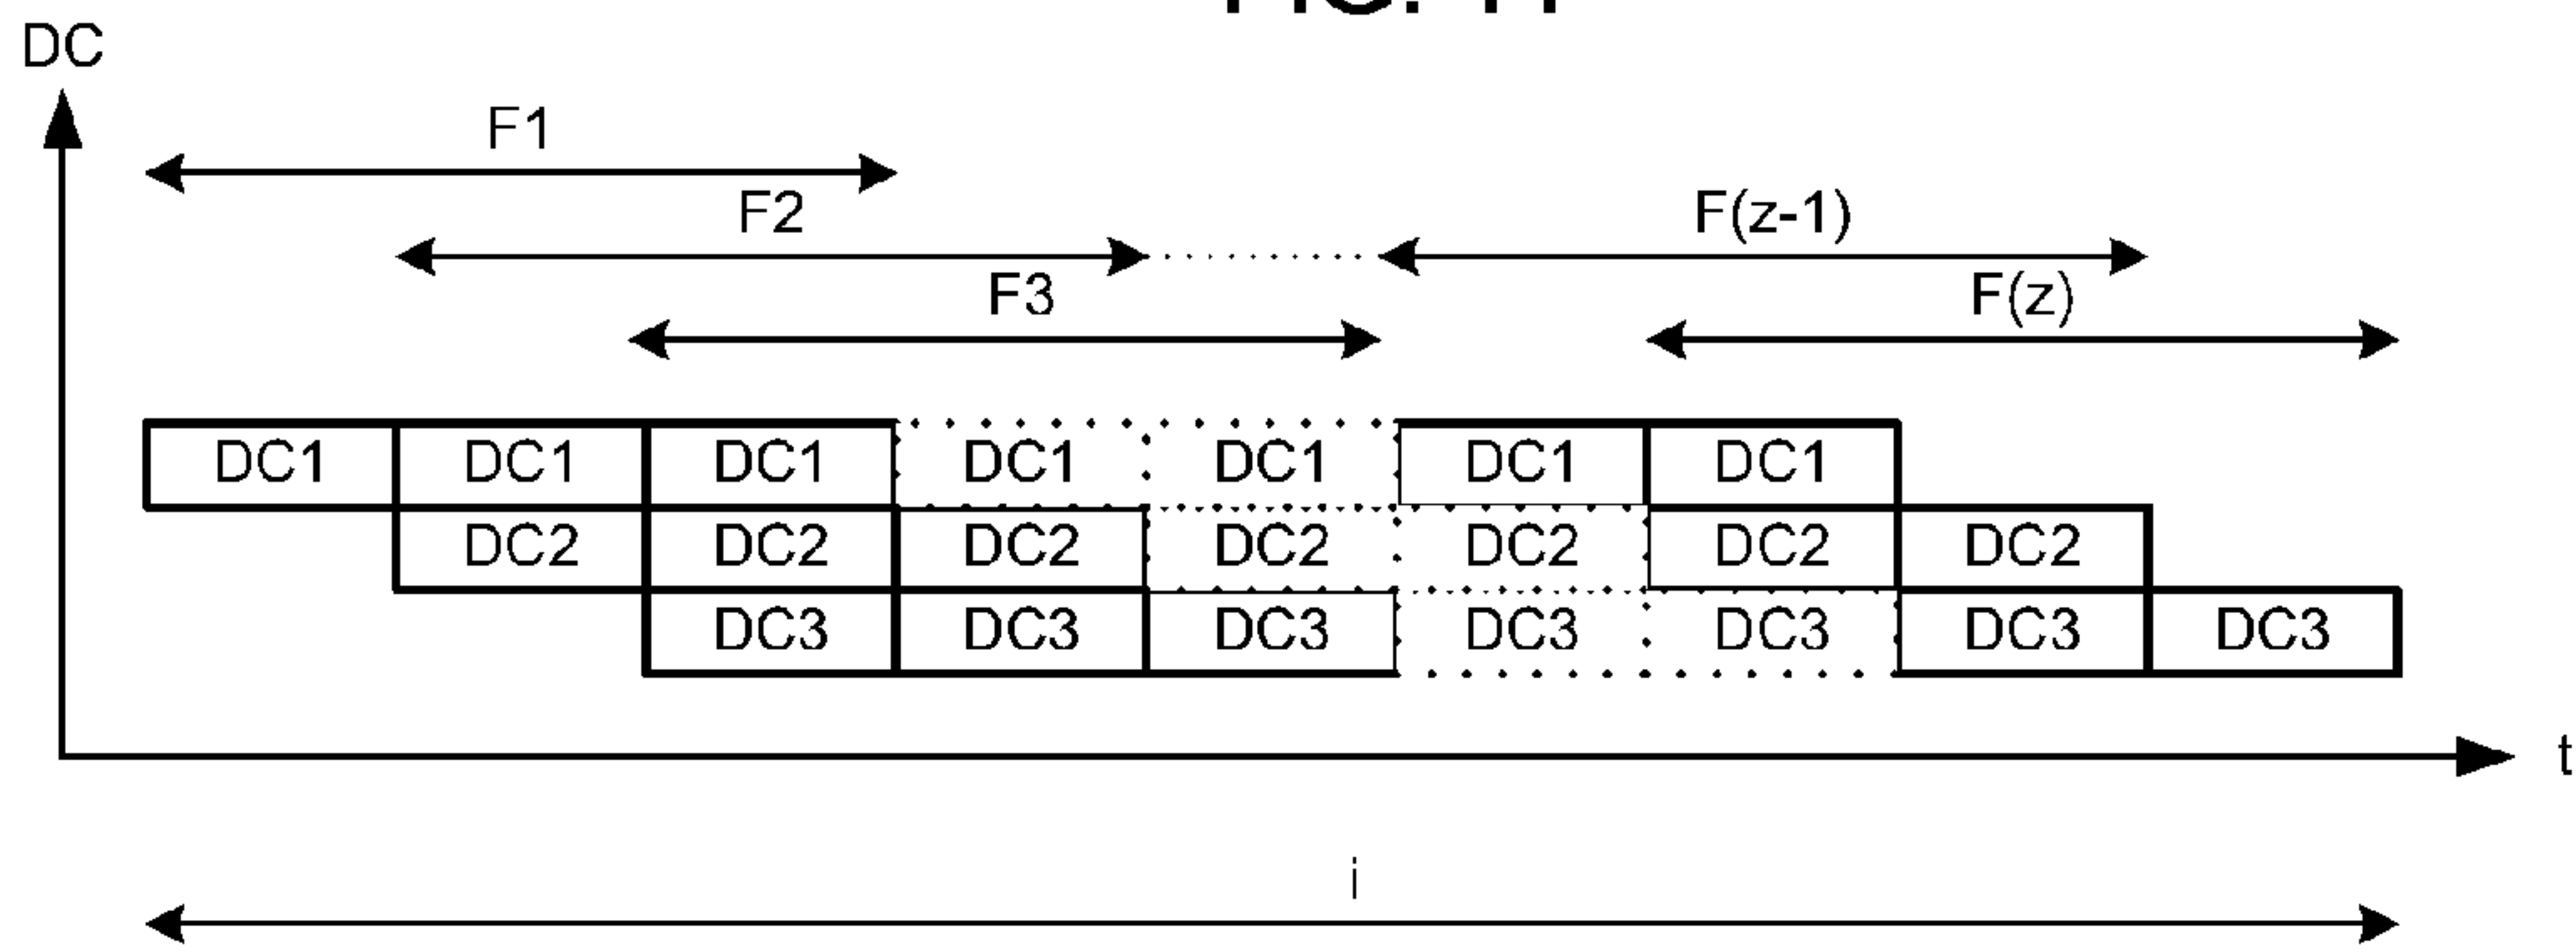 DC
F1
F2 F(z-1)
F3 F(z)
DC1 DC1 DC1 DC1 DC1 DC1 DC1
DC2 DC2 DC2 DC2 DC2 DC2 DC2
DC3 DC3 DC3 DC3 DC3 DC3 DC3
t
i